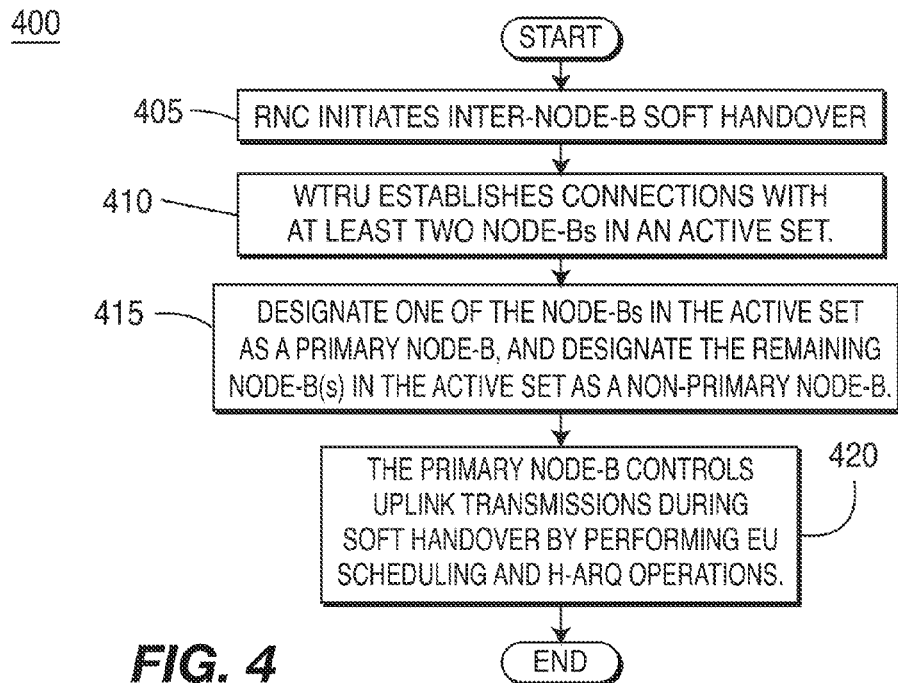 400
START
405
RNC INITIATES INTER-NODE-B SOFT HANDOVER
410
WTRU ESTABLISHES CONNECTIONS WITH
AT LEAST TWO NODE-Bs IN AN ACTIVE SET.
415
DESIGNATE ONE OF THE NODE-Bs IN THE ACTIVE SET
AS A PRIMARY NODE-B, AND DESIGNATE THE REMAINING
NODE-B(s) IN THE ACTIVE SET AS A NON-PRIMARY NODE-B.
THE PRIMARY NODE-B CONTROLS
UPLINK TRANSMISSIONS DURING
SOFT HANDOVER BY PERFORMING EU
SCHEDULING AND H-ARQ OPERATIONS.
420
END
FIG. 4